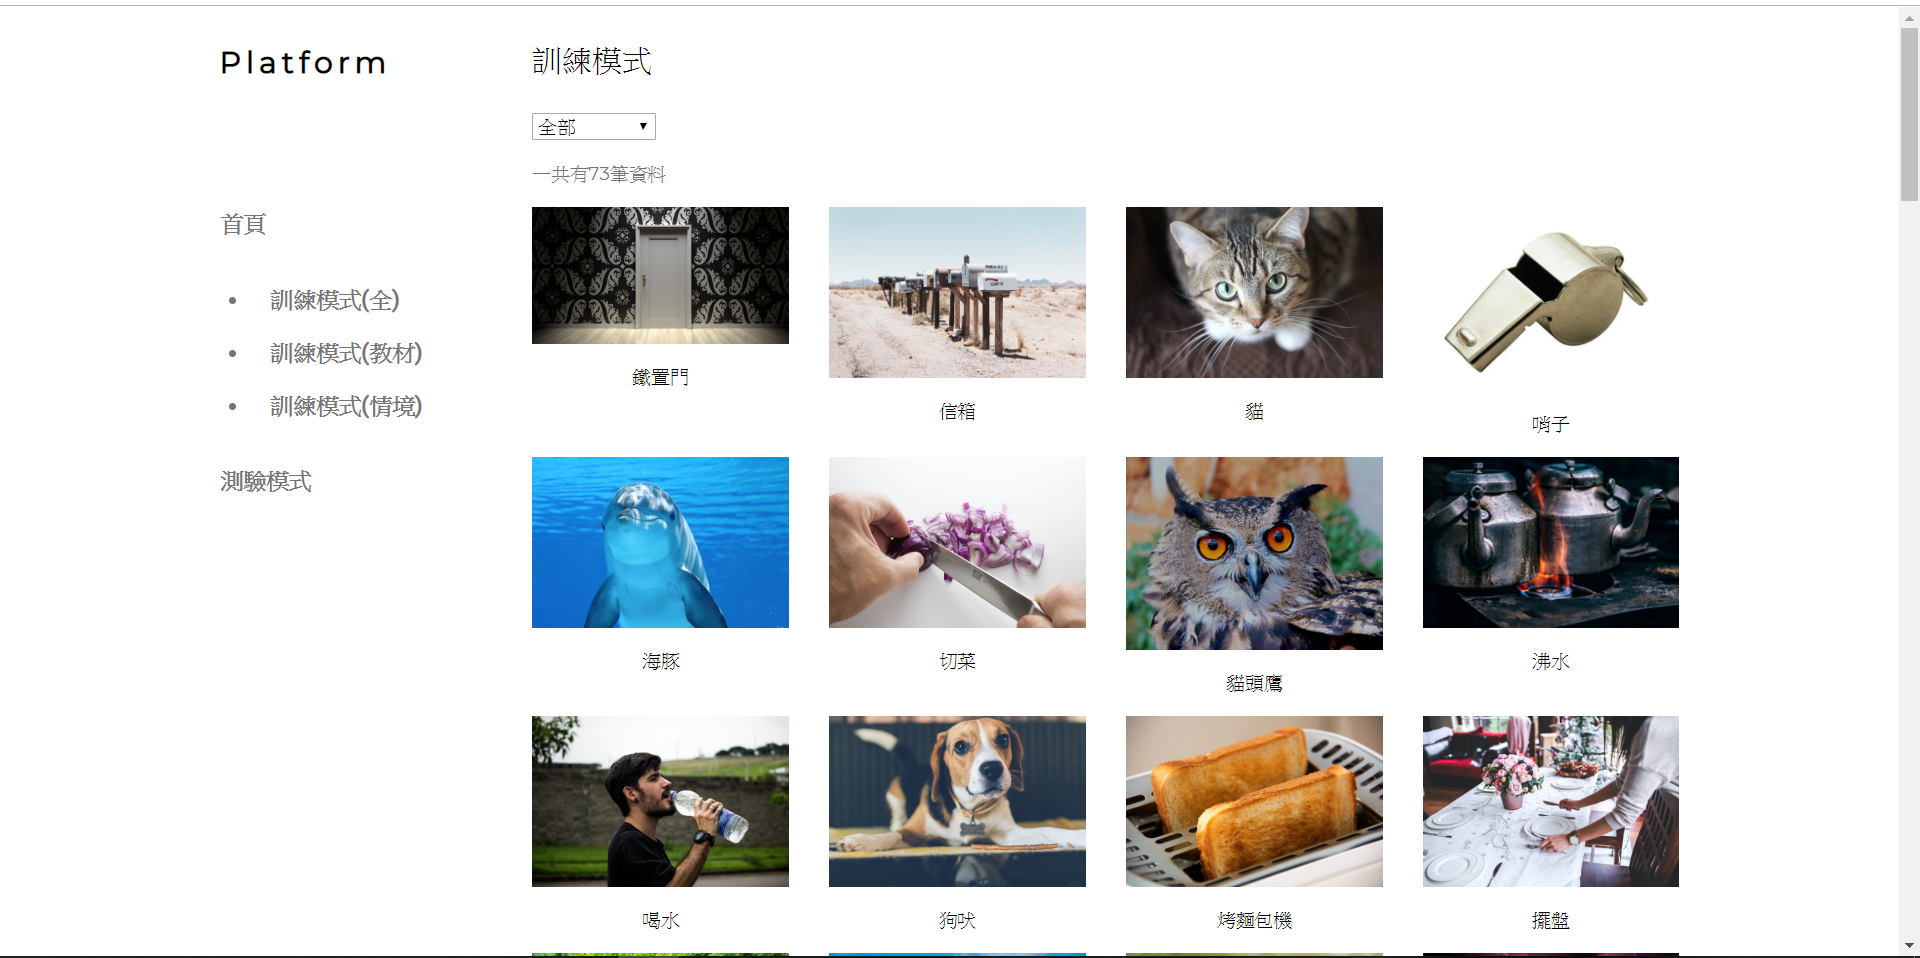 Platform
訓練模式
全部
一共有73筆資料
首頁
訓練模式(全)
訓練模式(教材)
訓練模式(情境)
測驗模式
鐵置門
信箱
貓
哨子
海豚
切菜
貓頭鷹
沸水
喝水
狗吠
烤麵包機
擺盤